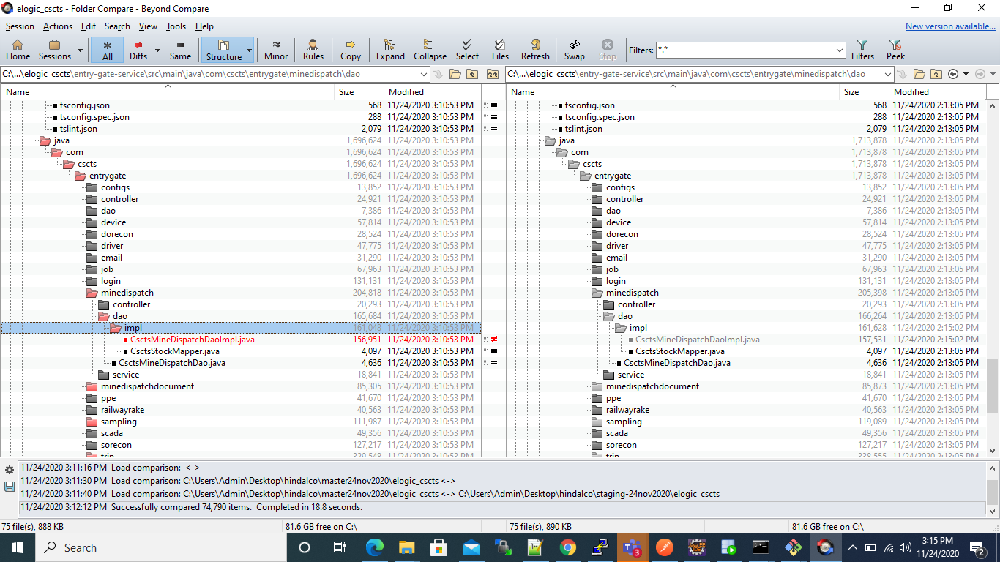 elogic_cscts - Folder Compare - Beyond Compare
Session Actions Edit Search View Tools Help New version available...
Home Sessions All Diffs Same Structure Minor Rules Copy Expand Collapse Select Files Refresh Swap Stop Filters: *.* Filters Peek
C:\...\elogic_cscts\entry-gate-service\src\main\java\com\cscts\entrygate\minedispatch\dao C:\...\elogic_cscts\entry-gate-service\src\main\java\com\cscts\entrygate\minedispatch\dao
Name Size Modified Name Size Modified
tsconfig.json 568 11/24/2020 3:10:53 PM = tsconfig.json 568 11/24/2020 2:13:05 PM
tsconfig.spec.json 288 11/24/2020 3:10:53 PM = tsconfig.spec.json 288 11/24/2020 2:13:05 PM
tslint.json 2,079 11/24/2020 3:10:53 PM = tslint.json 2,079 11/24/2020 2:13:05 PM
java 1,696,624 11/24/2020 3:10:53 PM java 1,713,878 11/24/2020 2:13:05 PM
com 1,696,624 11/24/2020 3:10:53 PM com 1,713,878 11/24/2020 2:13:05 PM
cscts 1,696,624 11/24/2020 3:10:53 PM cscts 1,713,878 11/24/2020 2:13:05 PM
entrygate 1,696,624 11/24/2020 3:10:53 PM entrygate 1,713,878 11/24/2020 2:13:05 PM
configs 13,852 11/24/2020 3:10:53 PM configs 13,852 11/24/2020 2:13:05 PM
controller 24,921 11/24/2020 3:10:53 PM controller 24,921 11/24/2020 2:13:05 PM
dao 7,386 11/24/2020 3:10:53 PM dao 7,386 11/24/2020 2:13:05 PM
device 57,814 11/24/2020 3:10:53 PM device 57,814 11/24/2020 2:13:05 PM
dorecon 28,524 11/24/2020 3:10:53 PM dorecon 28,524 11/24/2020 2:13:05 PM
driver 47,775 11/24/2020 3:10:53 PM driver 47,775 11/24/2020 2:13:05 PM
email 31,290 11/24/2020 3:10:53 PM email 31,290 11/24/2020 2:13:05 PM
job 67,963 11/24/2020 3:10:53 PM job 67,963 11/24/2020 2:13:05 PM
login 131,131 11/24/2020 3:10:53 PM login 131,131 11/24/2020 2:13:05 PM
minedispatch 204,818 11/24/2020 3:10:53 PM minedispatch 205,398 11/24/2020 2:13:05 PM
controller 20,293 11/24/2020 3:10:53 PM controller 20,293 11/24/2020 2:13:05 PM
dao 165,684 11/24/2020 3:10:53 PM dao 166,264 11/24/2020 2:13:05 PM
impl 161,048 11/24/2020 3:10:53 PM impl 161,628 11/24/2020 2:15:02 PM
CsctsMineDispatchDaoImpl.java 156,951 11/24/2020 3:10:53 PM ≠ CsctsMineDispatchDaoImpl.java 157,531 11/24/2020 2:15:02 PM
CsctsStockMapper.java 4,097 11/24/2020 3:10:53 PM = CsctsStockMapper.java 4,097 11/24/2020 2:13:05 PM
CsctsMineDispatchDao.java 4,636 11/24/2020 3:10:53 PM = CsctsMineDispatchDao.java 4,636 11/24/2020 2:13:05 PM
service 18,841 11/24/2020 3:10:53 PM service 18,841 11/24/2020 2:13:05 PM
minedispatchdocument 85,305 11/24/2020 3:10:53 PM minedispatchdocument 85,873 11/24/2020 2:13:05 PM
ppe 41,670 11/24/2020 3:10:53 PM ppe 41,670 11/24/2020 2:13:05 PM
railwayrake 40,563 11/24/2020 3:10:53 PM railwayrake 40,563 11/24/2020 2:13:05 PM
sampling 111,987 11/24/2020 3:10:53 PM sampling 119,089 11/24/2020 2:13:05 PM
scada 49,356 11/24/2020 3:10:53 PM scada 49,356 11/24/2020 2:13:05 PM
sorecon 127,217 11/24/2020 3:10:53 PM sorecon 127,217 11/24/2020 2:13:05 PM
trip 329,548 11/24/2020 3:10:53 PM trip 338,555 11/24/2020 2:13:05 PM
11/24/2020 3:11:16 PM Load comparison: <->
11/24/2020 3:11:30 PM Load comparison: C:\Users\Admin\Desktop\hindalco\master24nov2020\elogic_cscts <->
11/24/2020 3:11:40 PM Load comparison: C:\Users\Admin\Desktop\hindalco\master24nov2020\elogic_cscts <-> C:\Users\Admin\Desktop\hindalco\staging-24nov2020\elogic_cscts
11/24/2020 3:12:12 PM Successfully compared 74,790 items. Completed in 18.8 seconds.
75 file(s), 888 KB 81.6 GB free on C:\ 75 file(s), 890 KB 81.6 GB free on C:\
Search 3 3:15 PM
11/24/2020 2